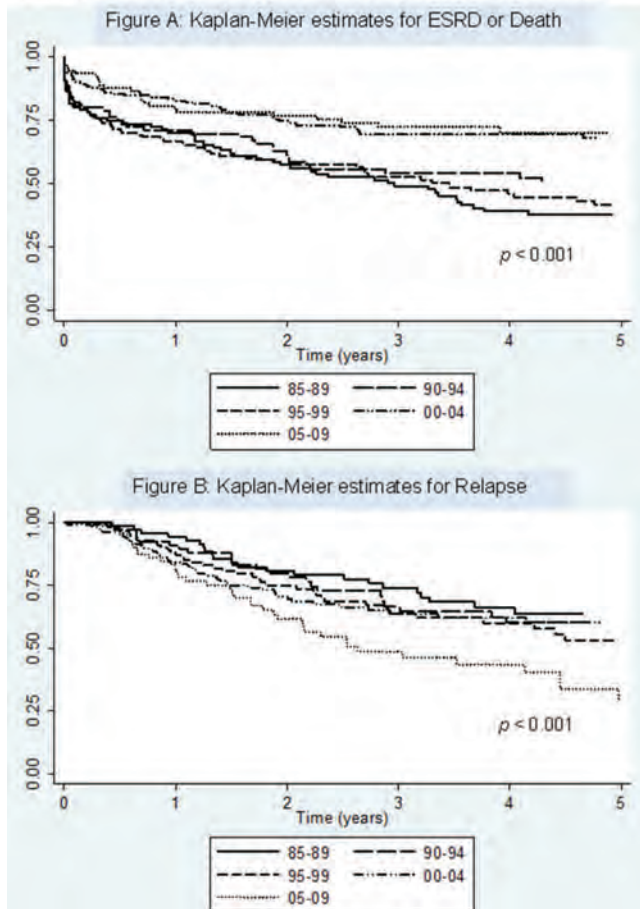 Figure A: Kaplan-Meier estimates for ESRD or Death
1.00
0.75
0.50
0.25
0.00
p < 0.001
0 1 2 3 4 5
Time (years)
85-89 90-94
95-99 00-04
05-09
Figure B: Kaplan-Meier estimates for Relapse
1.00
0.75
0.50
0.25
0.00
p < 0.001
0 1 2 3 4 5
Time (years)
85-89 90-94
95-99 00-04
05-09